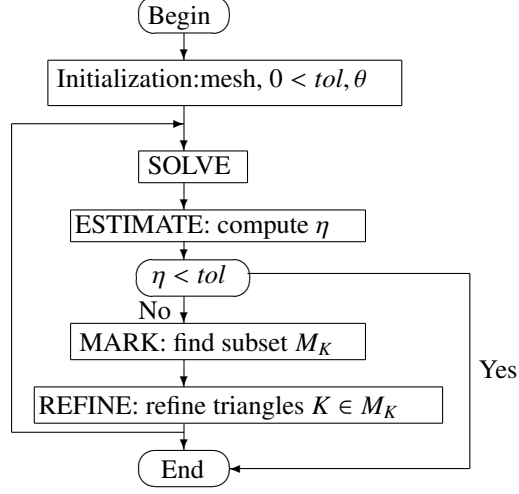 Begin
Initialization:mesh, 0 < tol, θ
SOLVE
ESTIMATE: compute η
η < tol
No
MARK: find subset M_K
Yes
REFINE: refine triangles K ∈ M_K
End